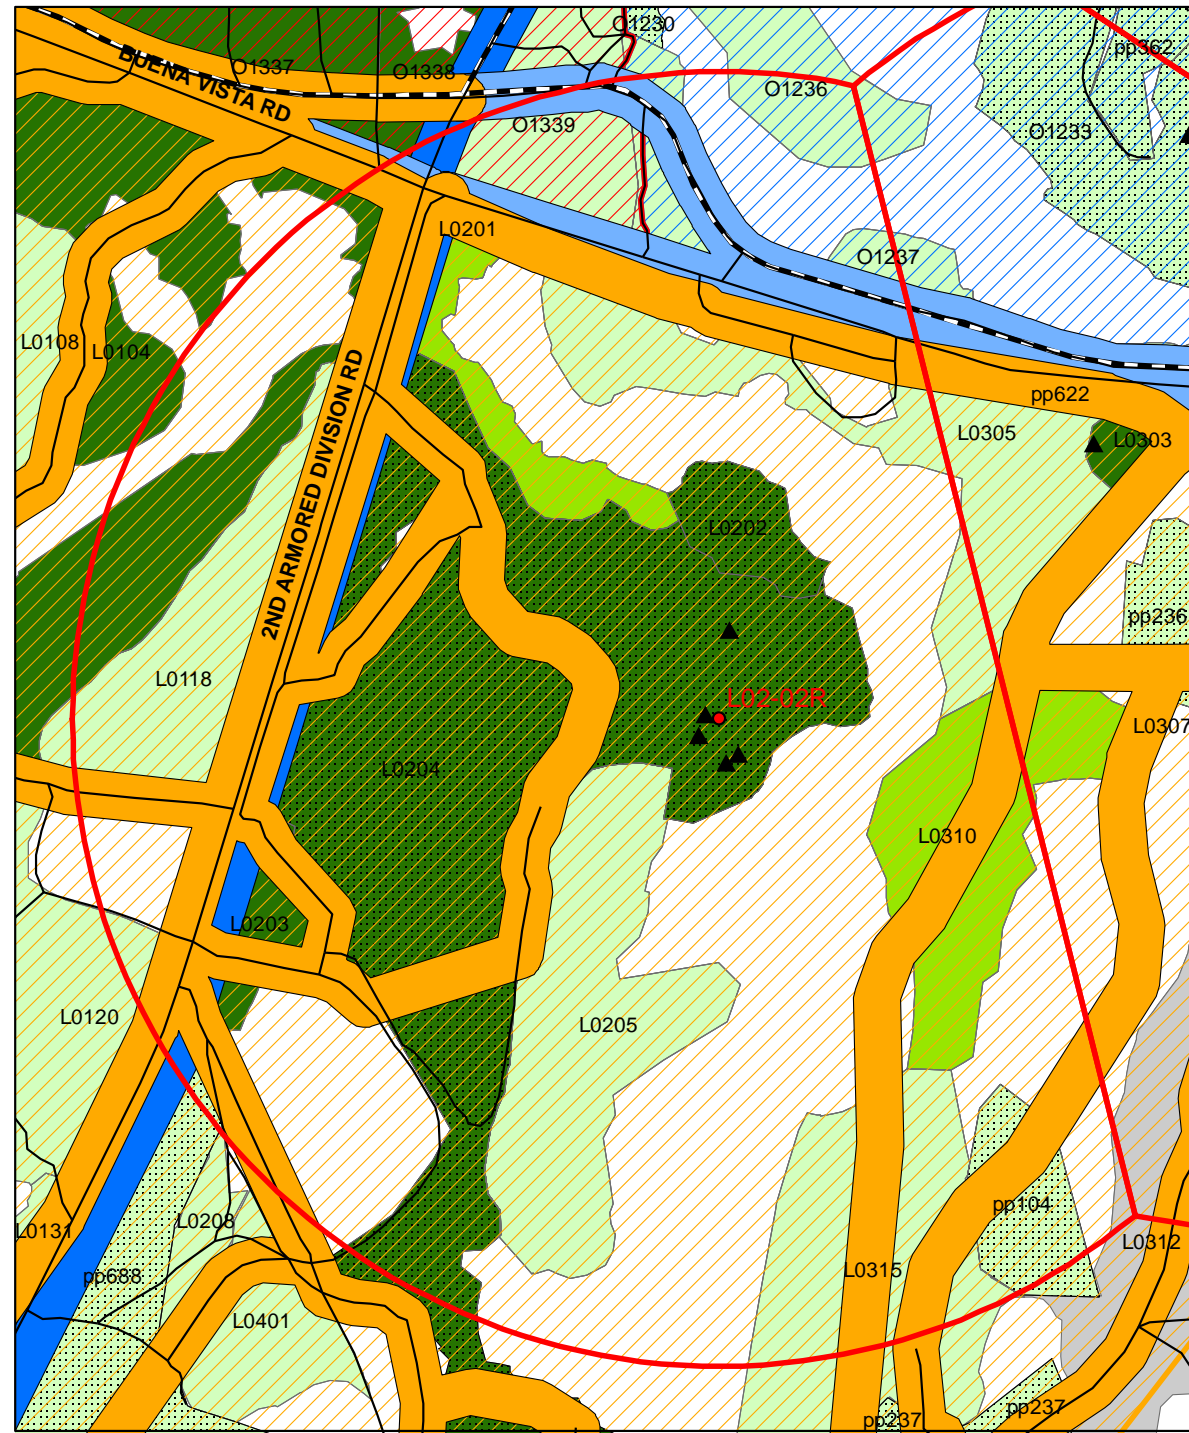 O1230
pp362
O1337
O1338
BUENA VISTA RD
O1236
O1339
O1233
L0201
O1237
L0108
L0104
pp622
L0305
L0303
2ND ARMORED DIVISION RD
L0202
pp236
L0118
L02-02R
L0307
L0204
L0310
L0203
L0120
L0205
pp104
L0208
L0131
L0312
pp688
L0315
L0401
pp237
pp237